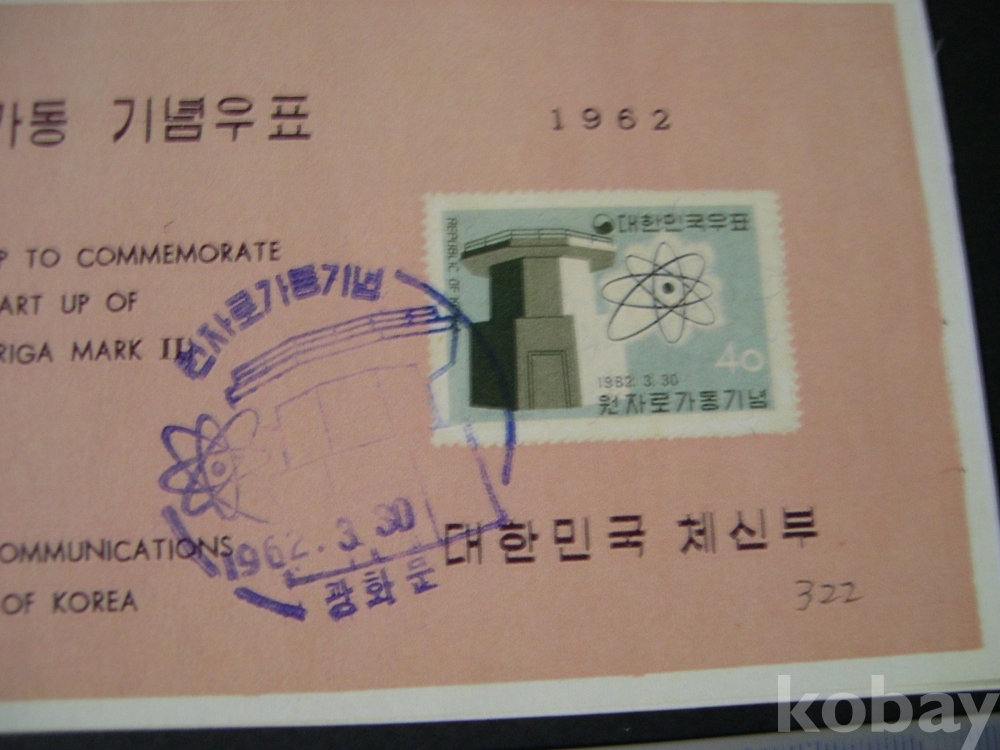 가동 기념우표
1962
P TO COMMEMORATE
ART UP OF
RIGA MARK III
대한민국우표
REPUBLIC OF
40
1962. 3. 30
원자로가동기념
원자로가동기념
1962. 3. 30
광화문
OMMUNICATIONS
OF KOREA
대한민국 체신부
322
kobay